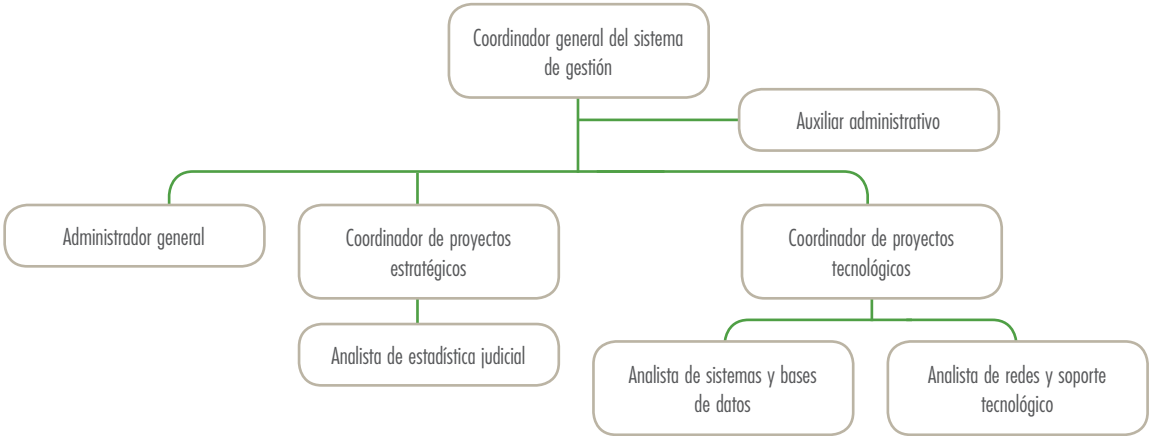 Coordinador general del sistema
de gestión
Auxiliar administrativo
Administrador general
Coordinador de proyectos
estratégicos
Coordinador de proyectos
tecnológicos
Analista de estadística judicial
Analista de sistemas y bases
de datos
Analista de redes y soporte
tecnológico